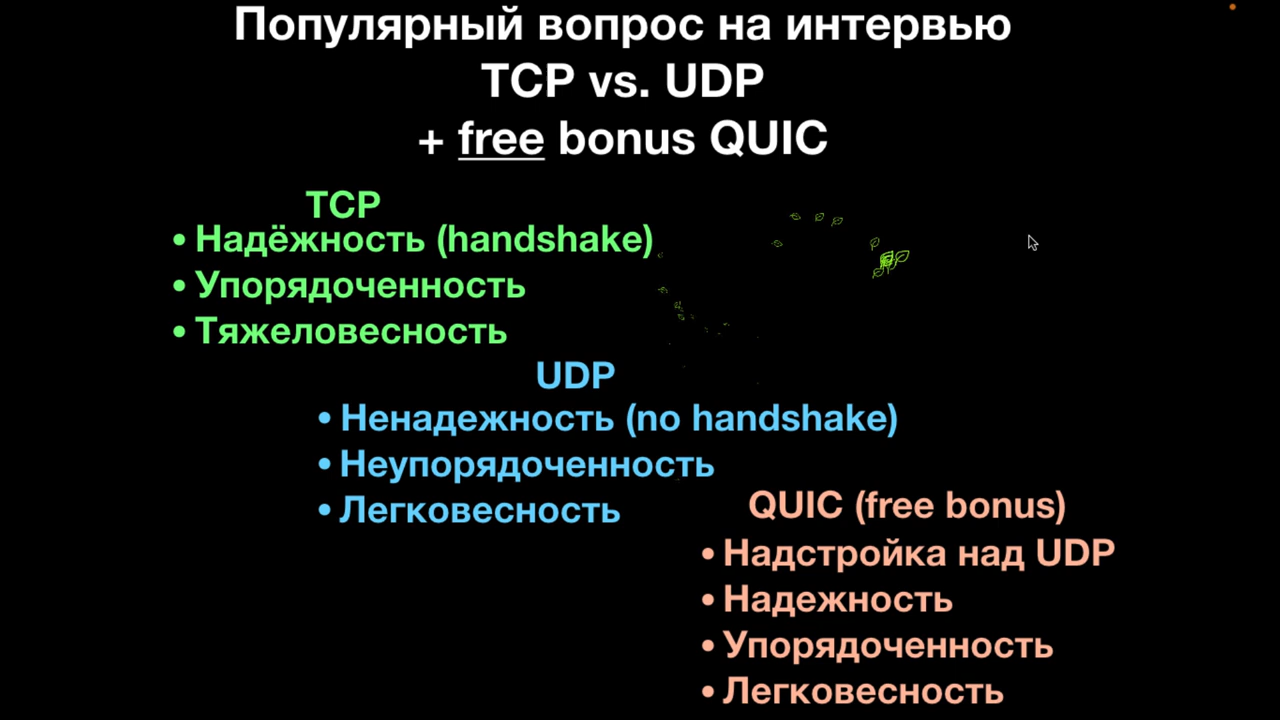 Популярный вопрос на интервью
TCP vs. UDP
+ free bonus QUIC
TCP
• Надёжность (handshake)
• Упорядоченность
• Тяжеловесность
UDP
• Ненадежность (no handshake)
• Неупорядоченность
• Легковесность
QUIC (free bonus)
• Надстройка над UDP
• Надежность
• Упорядоченность
• Легковесность